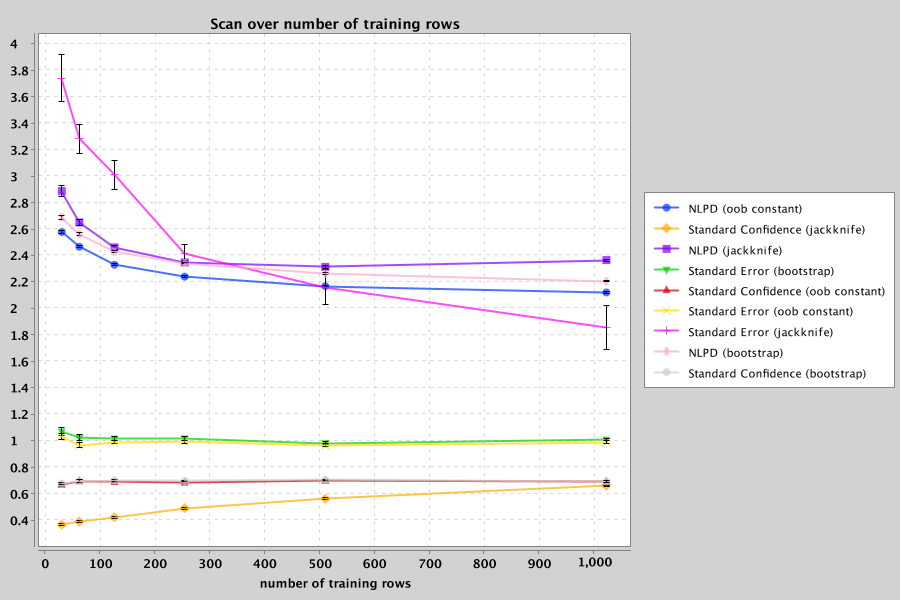 Scan over number of training rows
4
3.8
3.6
3.4
3.2
3
2.8
2.6
2.4
2.2
2
1.8
1.6
1.4
1.2
1
0.8
0.6
0.4
0 100 200 300 400 500 600 700 800 900 1,000
number of training rows
NLPD (oob constant)
Standard Confidence (jackknife)
NLPD (jackknife)
Standard Error (bootstrap)
Standard Confidence (oob constant)
Standard Error (oob constant)
Standard Error (jackknife)
NLPD (bootstrap)
Standard Confidence (bootstrap)